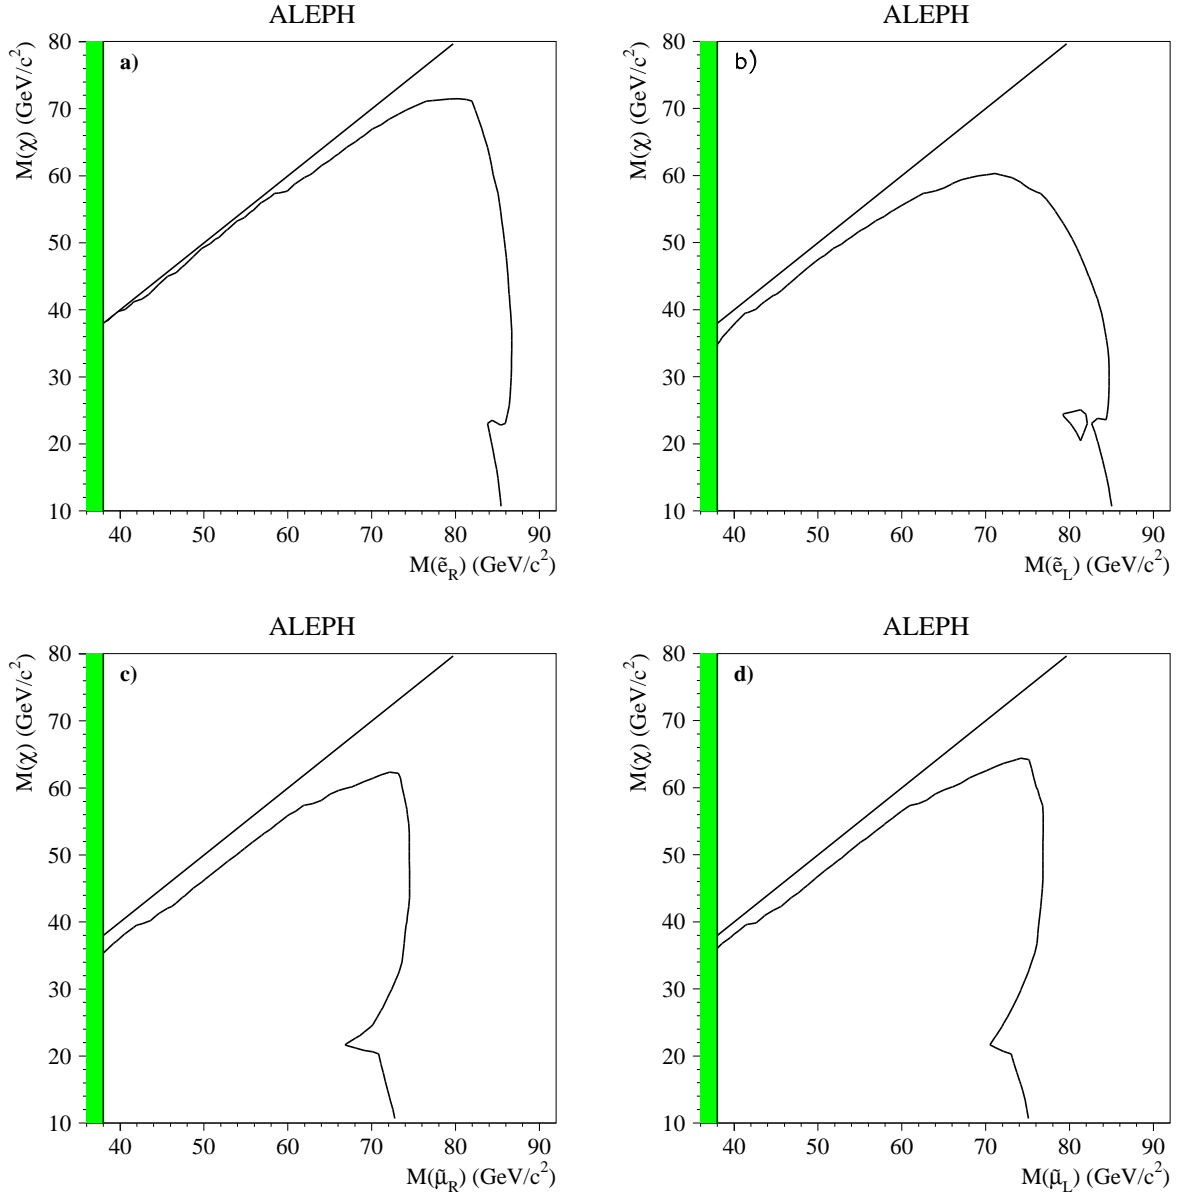 ALEPH
a)
M(χ) (GeV/c²)
80
70
60
50
40
30
20
10
40 50 60 70 80 90
M(ẽ_R) (GeV/c²)
ALEPH
b)
M(χ) (GeV/c²)
80
70
60
50
40
30
20
10
40 50 60 70 80 90
M(ẽ_L) (GeV/c²)
ALEPH
c)
M(χ) (GeV/c²)
80
70
60
50
40
30
20
10
40 50 60 70 80 90
M(μ̃_R) (GeV/c²)
ALEPH
d)
M(χ) (GeV/c²)
80
70
60
50
40
30
20
10
40 50 60 70 80 90
M(μ̃_L) (GeV/c²)